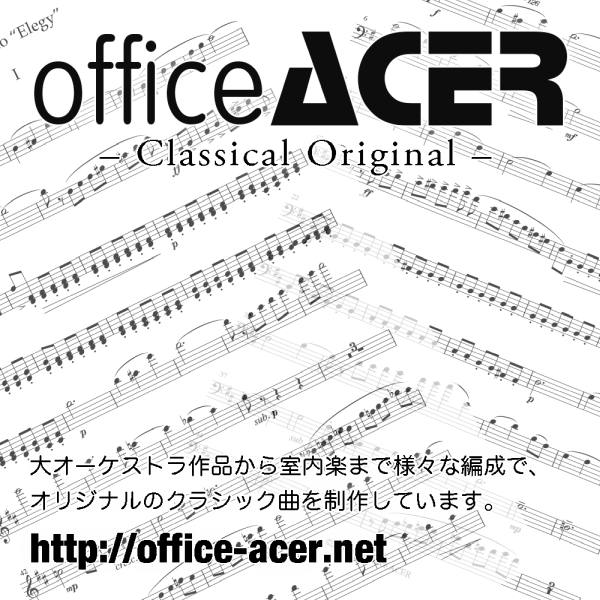 o "Elegy"
I
officeACER
– Classical Original –
大オーケストラ作品から室内楽まで様々な編成で、
オリジナルのクラシック曲を制作しています。
http://office-acer.net